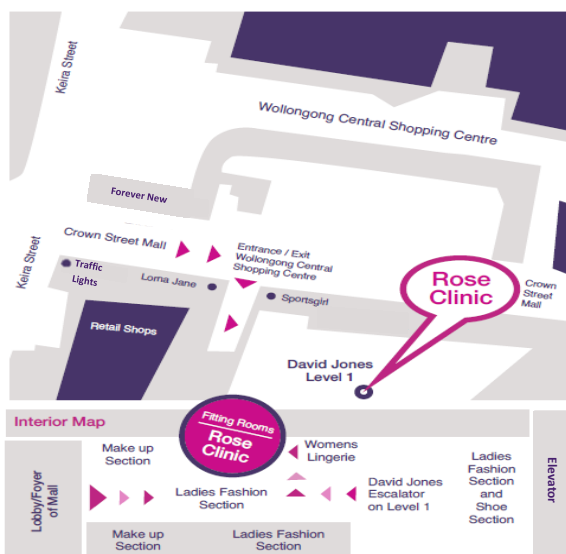 Keira Street
Wollongong Central Shopping Centre
Forever New
Crown Street Mall
Entrance / Exit
Wollongong Central
Shopping Centre
Keira Street
Traffic
Lights
Lorna Jane
Sportsgirl
Rose
Clinic
Crown
Street
Mall
Retail Shops
David Jones
Level 1
Interior Map
Fitting Rooms
Rose
Clinic
Lobby/Foyer
of Mall
Make up
Section
Womens
Lingerie
Ladies Fashion
Section
David Jones
Escalator
on Level 1
Ladies
Fashion
Section
and
Shoe
Section
Elevator
Make up
Section
Ladies Fashion
Section